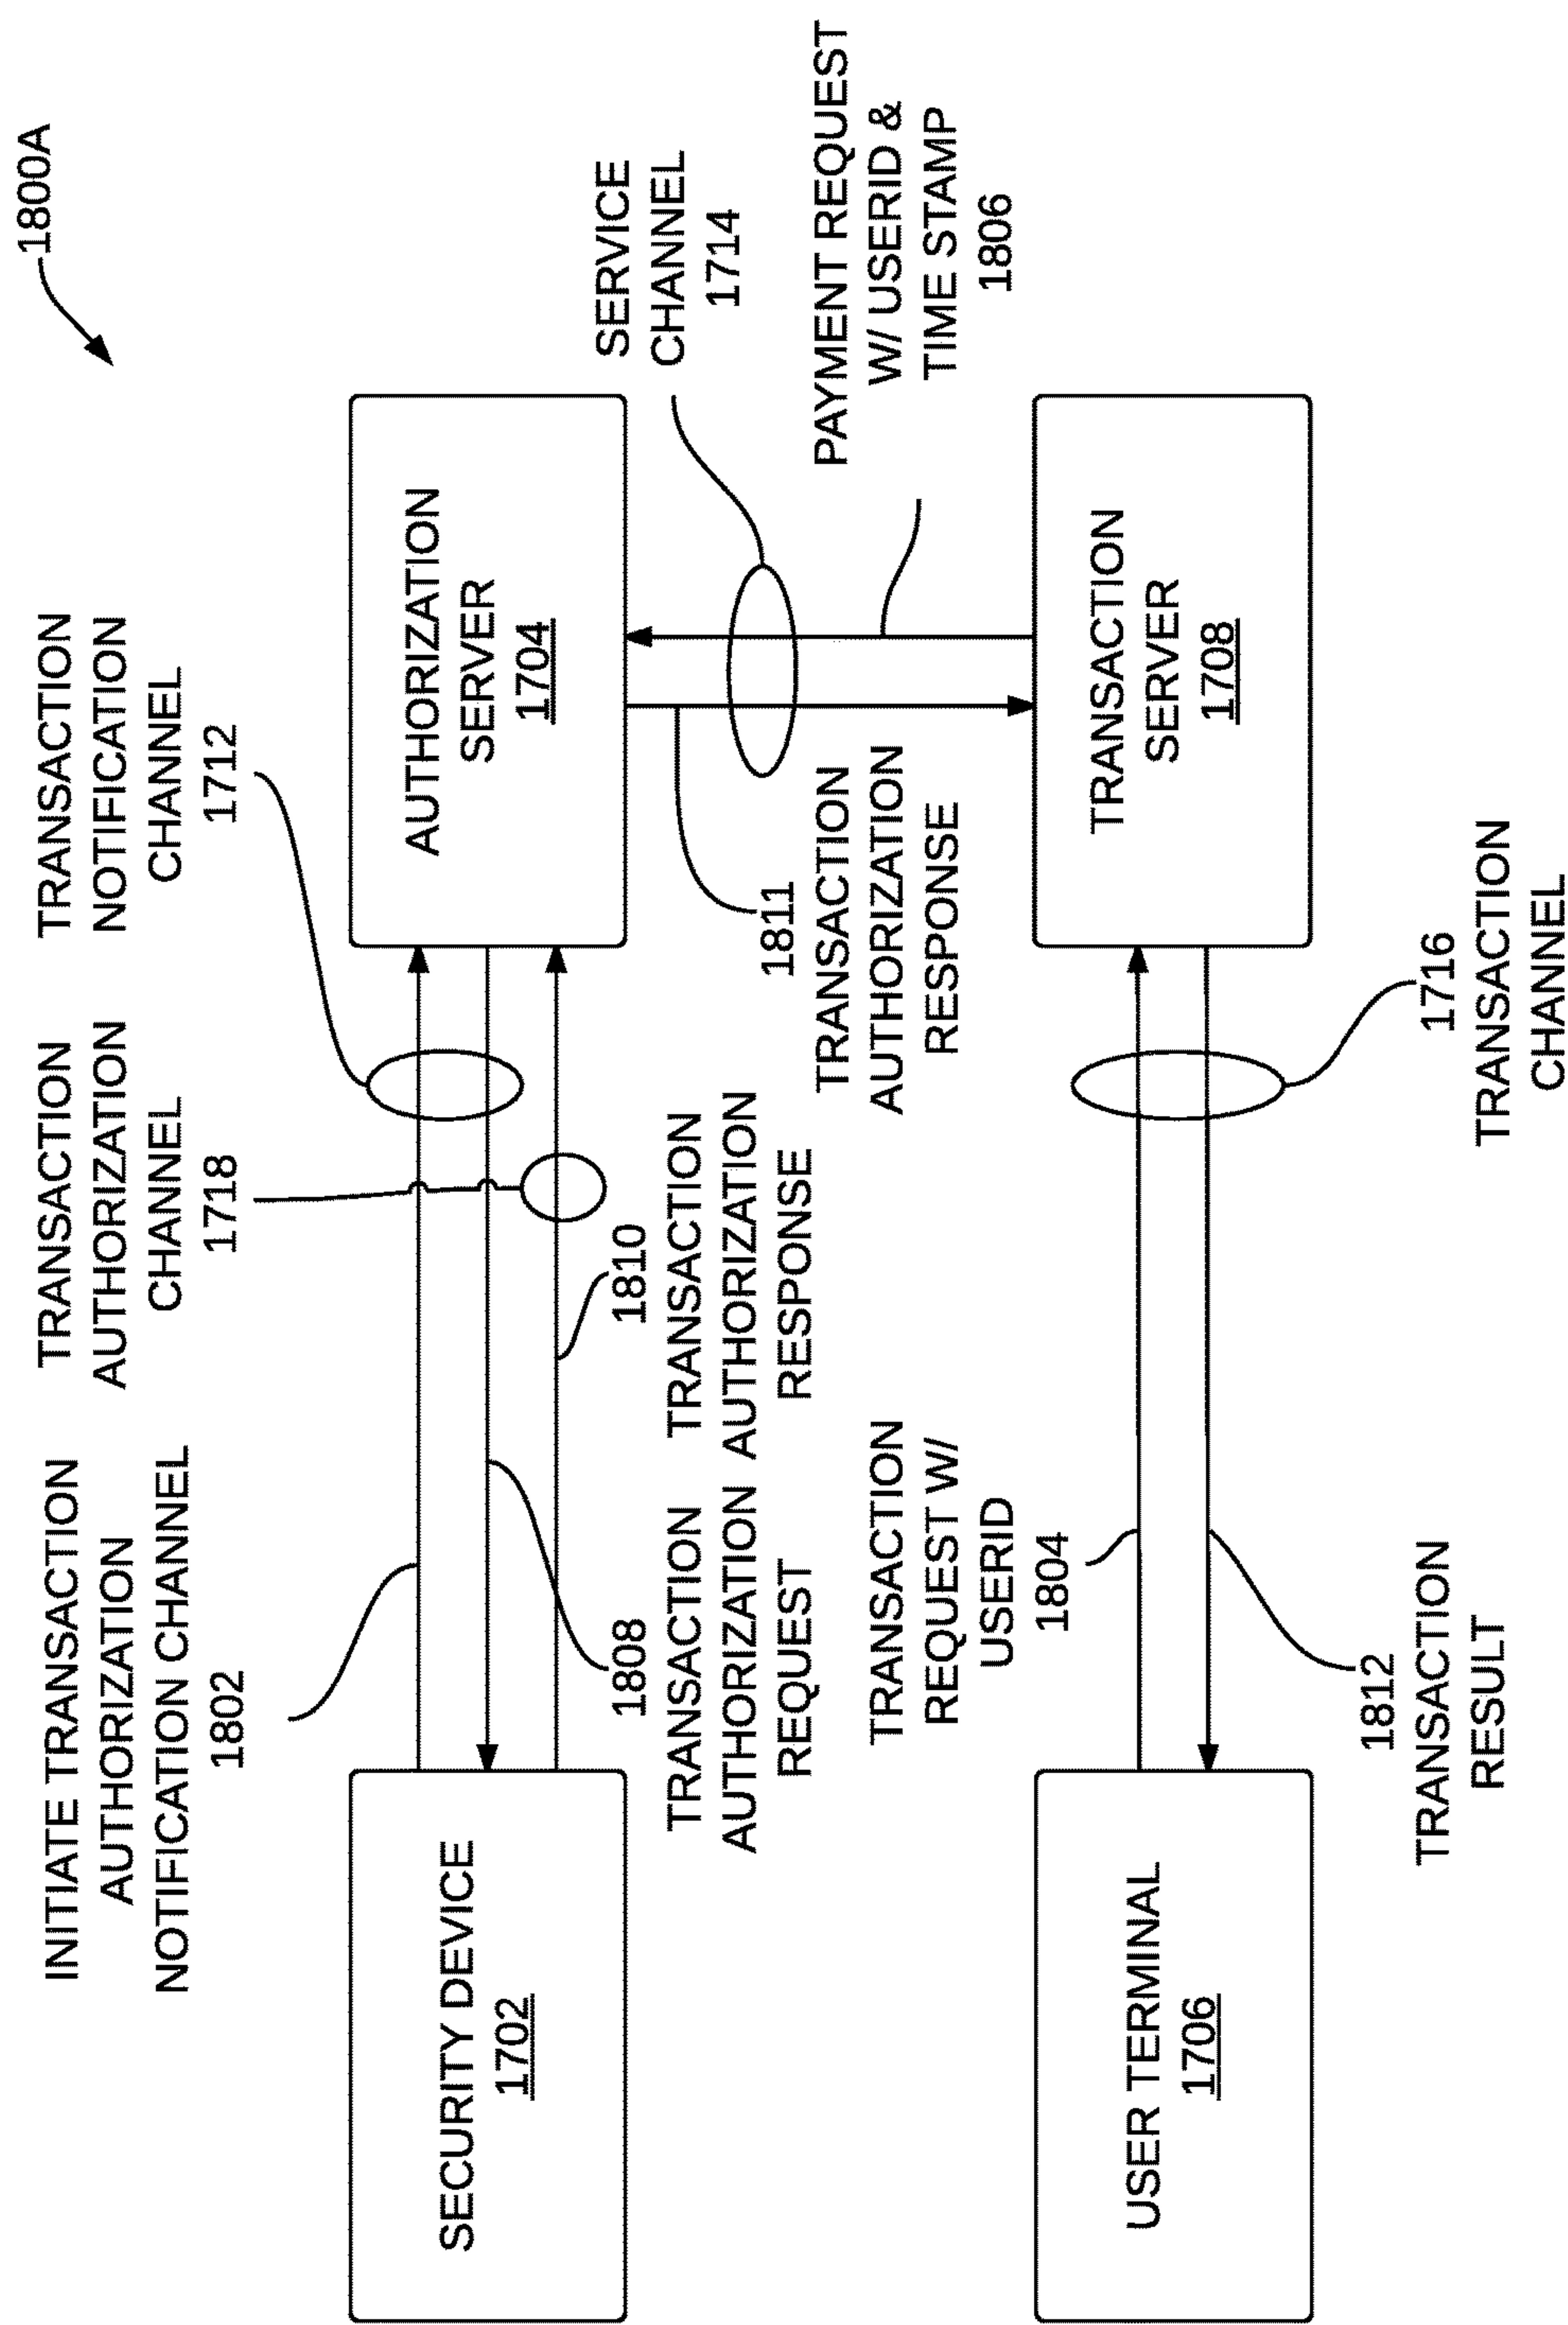 1800A
TRANSACTION
NOTIFICATION
CHANNEL
1712
TRANSACTION
AUTHORIZATION
CHANNEL
1718
INITIATE TRANSACTION
AUTHORIZATION
NOTIFICATION CHANNEL
1802
SECURITY DEVICE
1702
AUTHORIZATION
SERVER
1704
SERVICE
CHANNEL
1714
1808
TRANSACTION
AUTHORIZATION
REQUEST
1810
TRANSACTION
AUTHORIZATION
RESPONSE
1811
TRANSACTION
AUTHORIZATION
RESPONSE
PAYMENT REQUEST
W/ USERID &
TIME STAMP
1806
TRANSACTION
REQUEST W/
USERID
1804
USER TERMINAL
1706
TRANSACTION
SERVER
1708
1812
TRANSACTION
RESULT
1716
TRANSACTION
CHANNEL